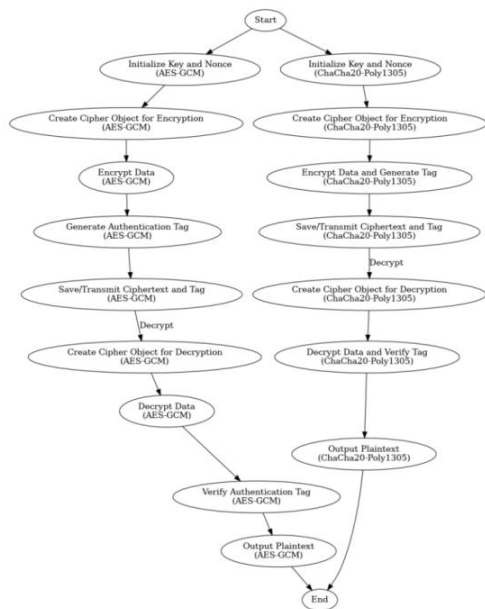 Start
Initialize Key and Nonce
(AES-GCM)
Initialize Key and Nonce
(ChaCha20-Poly1305)
Create Cipher Object for Encryption
(AES-GCM)
Create Cipher Object for Encryption
(ChaCha20-Poly1305)
Encrypt Data
(AES-GCM)
Encrypt Data and Generate Tag
(ChaCha20-Poly1305)
Generate Authentication Tag
(AES-GCM)
Save/Transmit Ciphertext and Tag
(ChaCha20-Poly1305)
Decrypt
Save/Transmit Ciphertext and Tag
(AES-GCM)
Create Cipher Object for Decryption
(ChaCha20-Poly1305)
Decrypt
Create Cipher Object for Decryption
(AES-GCM)
Decrypt Data and Verify Tag
(ChaCha20-Poly1305)
Decrypt Data
(AES-GCM)
Output Plaintext
(ChaCha20-Poly1305)
Verify Authentication Tag
(AES-GCM)
Output Plaintext
(AES-GCM)
End